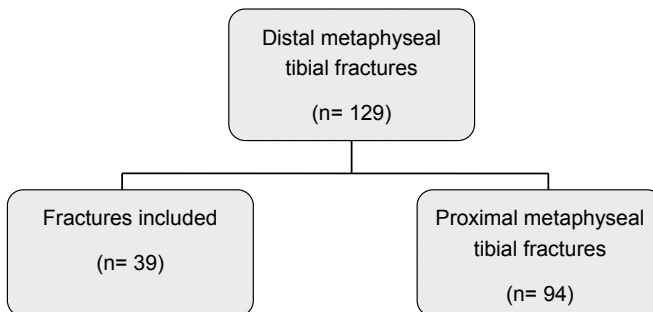 Distal metaphyseal
tibial fractures
(n= 129)
Fractures included
(n= 39)
Proximal metaphyseal
tibial fractures
(n= 94)